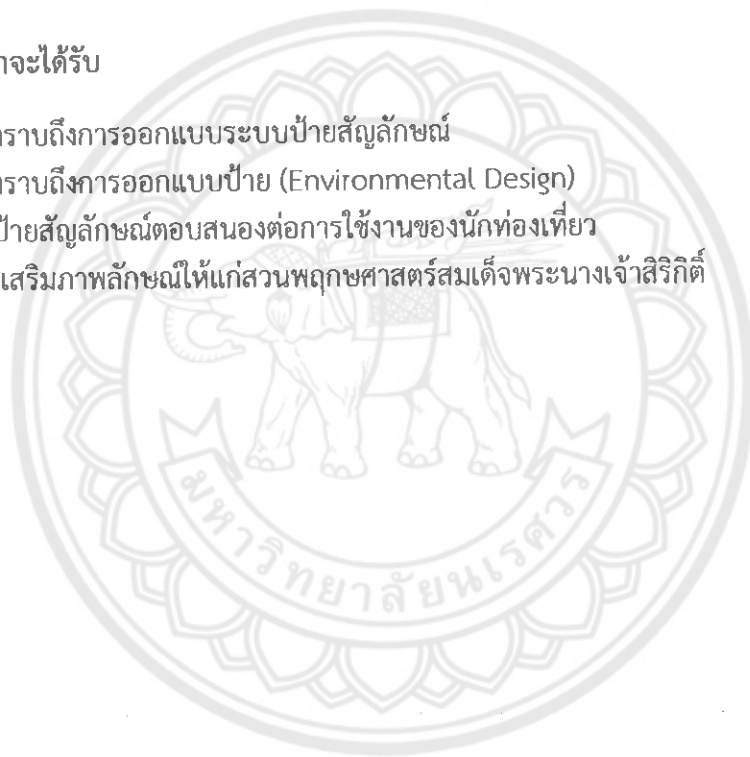 าจะได้รับ
ราบถึงการออกแบบระบบป้ายสัญลักษณ์
ราบถึงการออกแบบป้าย (Environmental Design)
ป้ายสัญลักษณ์ตอบสนองต่อการใช้งานของนักท่องเที่ยว
เสริมภาพลักษณ์ให้แก่สวนพฤกษศาสตร์สมเด็จพระนางเจ้าสิริกิติ์
มหาวิทยาลัยนเรศวร